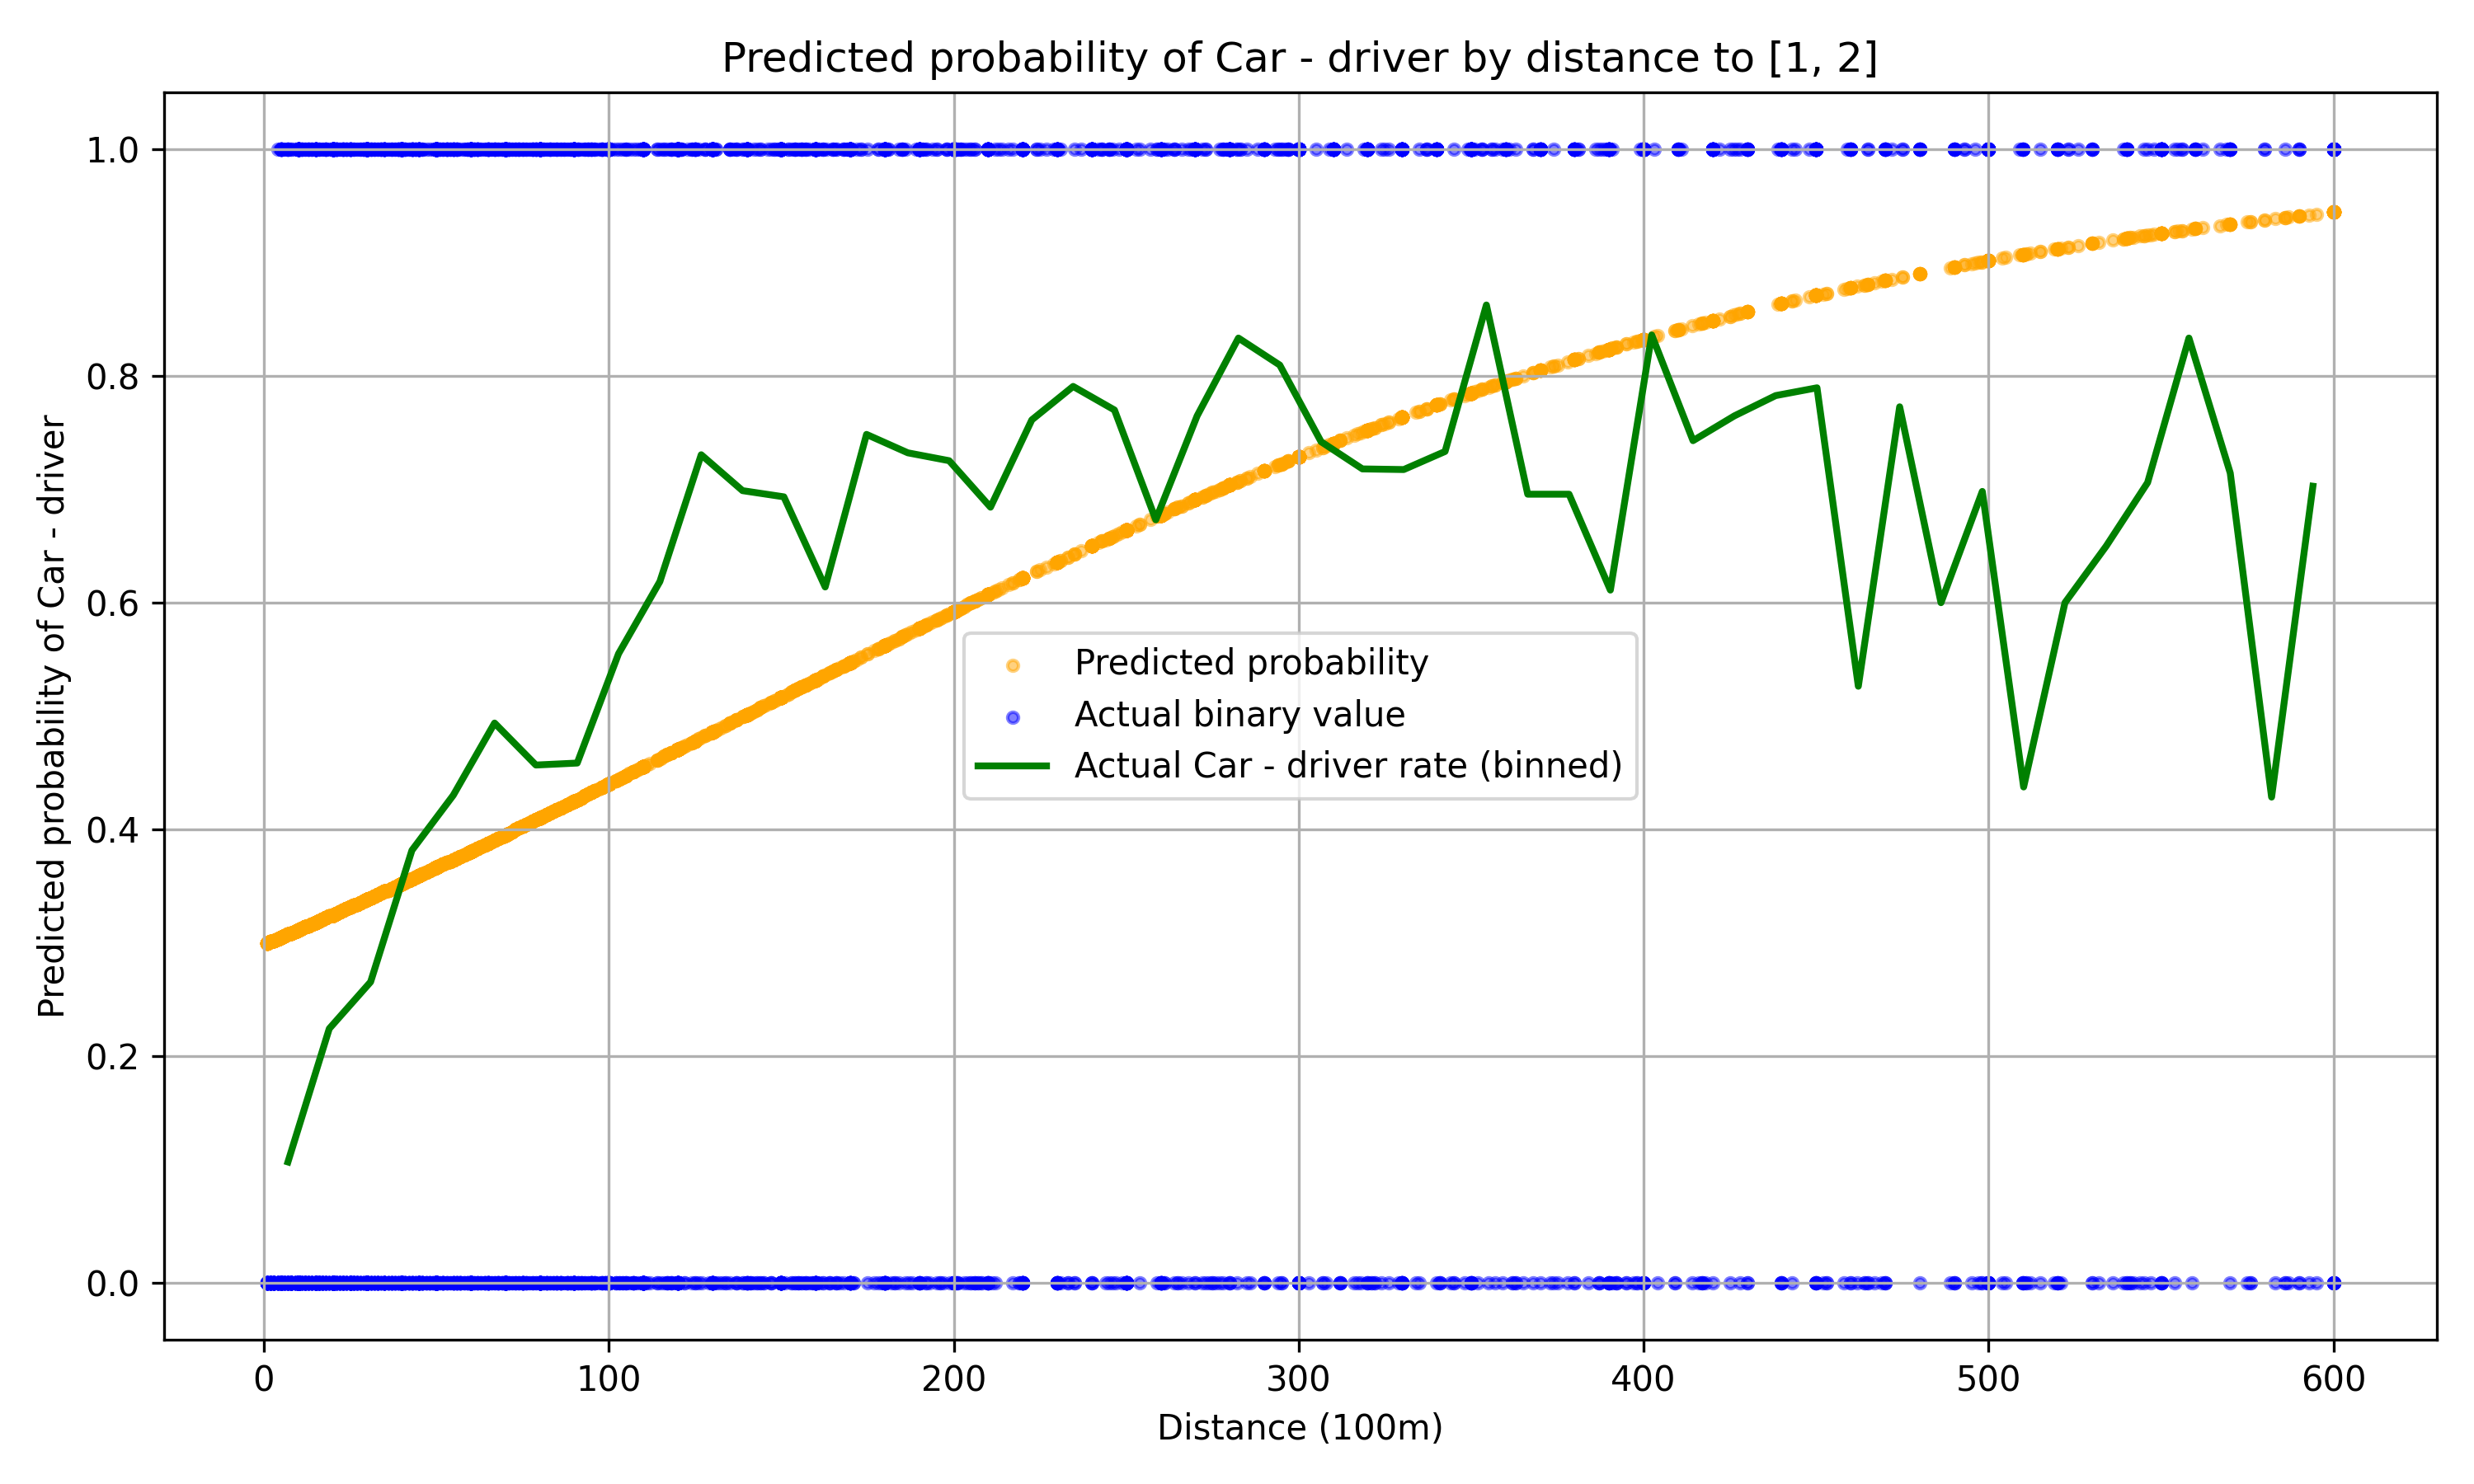 Predicted probability of Car - driver by distance to [1, 2]
Predicted probability of Car - driver
1.0
0.8
0.6
0.4
0.2
0.0
Predicted probability
Actual binary value
Actual Car - driver rate (binned)
0 100 200 300 400 500 600
Distance (100m)